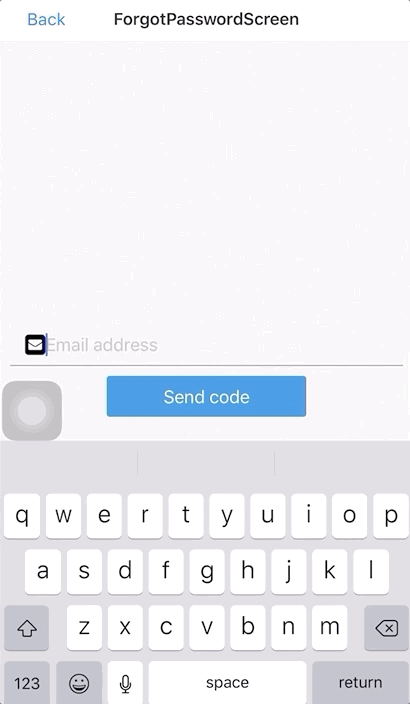 Back ForgotPasswordScreen
Email address
Send code
q w e r t y u i o p
a s d f g h j k l
z x c v b n m
123 space return